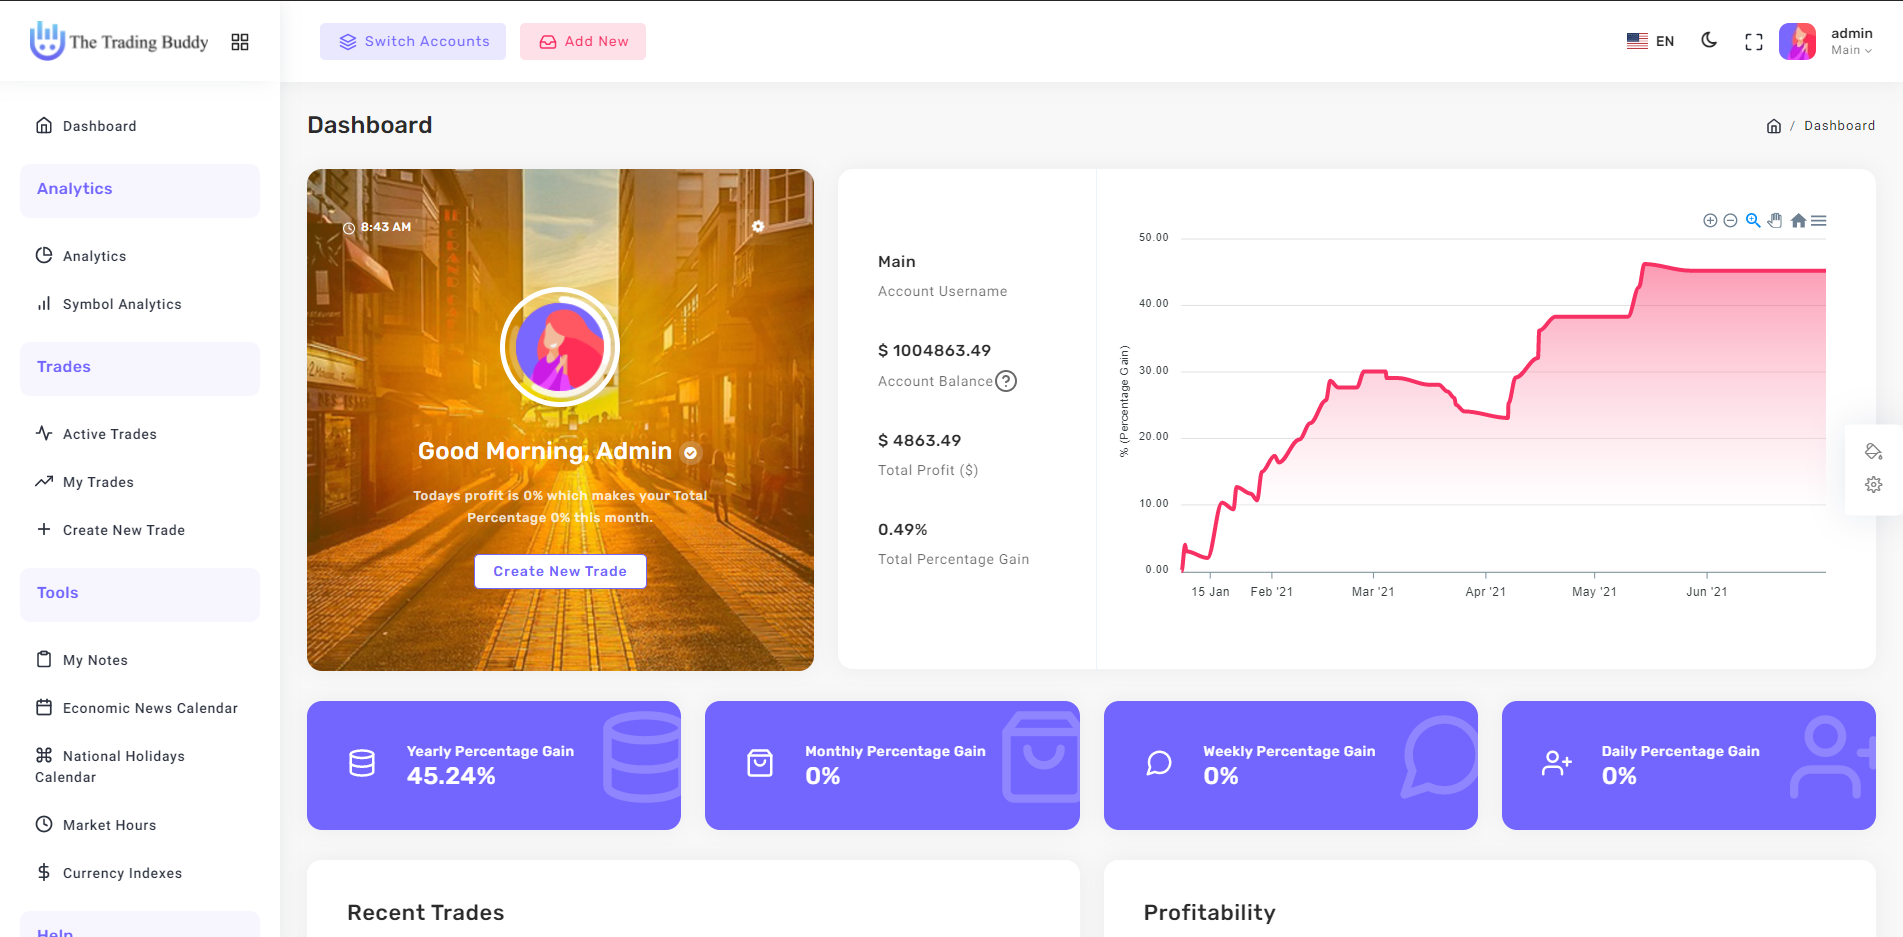 The Trading Buddy
Switch Accounts
Add New
EN
admin
Main
Dashboard
Analytics
Analytics
Symbol Analytics
Trades
Active Trades
My Trades
Create New Trade
Tools
My Notes
Economic News Calendar
National Holidays
Calendar
Market Hours
Currency Indexes
Help
Dashboard
/ Dashboard
8:43 AM
GRAND
Good Morning, Admin
Todays profit is 0% which makes your Total
Percentage 0% this month.
Create New Trade
Main
Account Username
$ 1004863.49
Account Balance ?
$ 4863.49
Total Profit ($)
0.49%
Total Percentage Gain
% (Percentage Gain)
50.00
40.00
30.00
20.00
10.00
0.00
15 Jan
Feb '21
Mar '21
Apr '21
May '21
Jun '21
Yearly Percentage Gain
45.24%
Monthly Percentage Gain
0%
Weekly Percentage Gain
0%
Daily Percentage Gain
0%
Recent Trades
Profitability